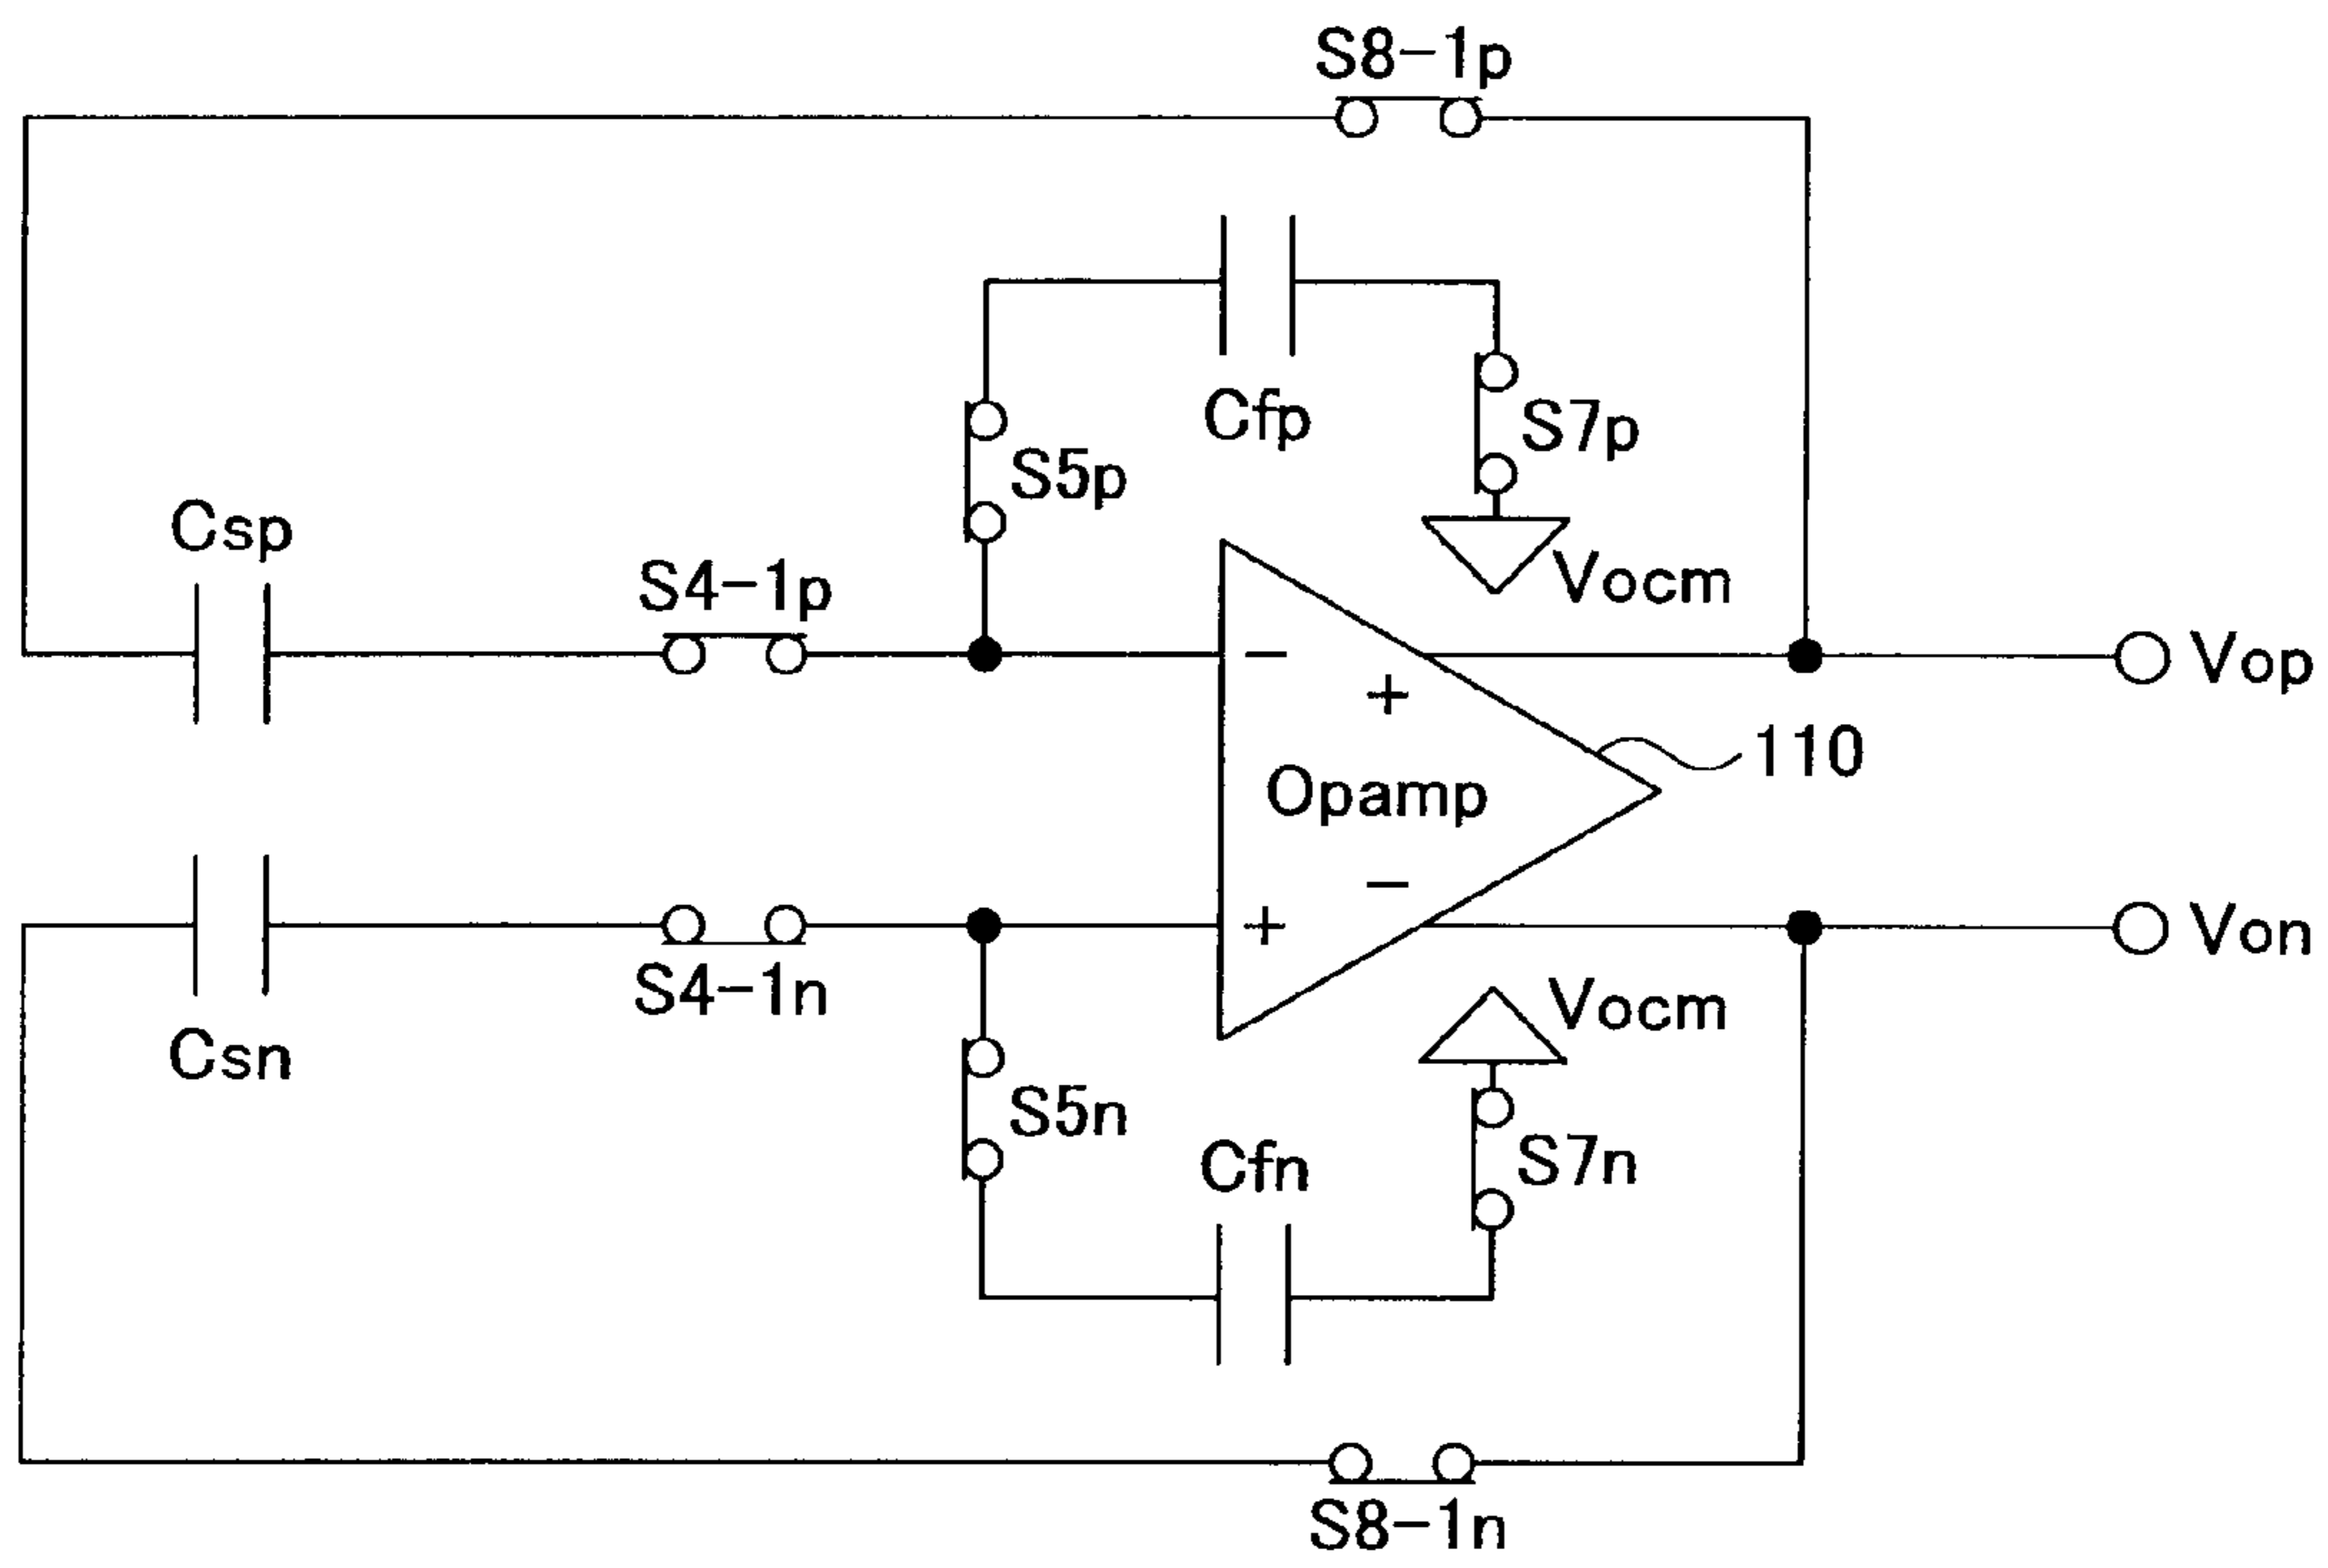 S8-1p
Cfp
S7p
S5p
Csp
S4-1p
Vocm
−
+
Vop
110
Opamp
−
+
Von
S4-1n
Vocm
Csn
S5n
Cfn
S7n
S8-1n